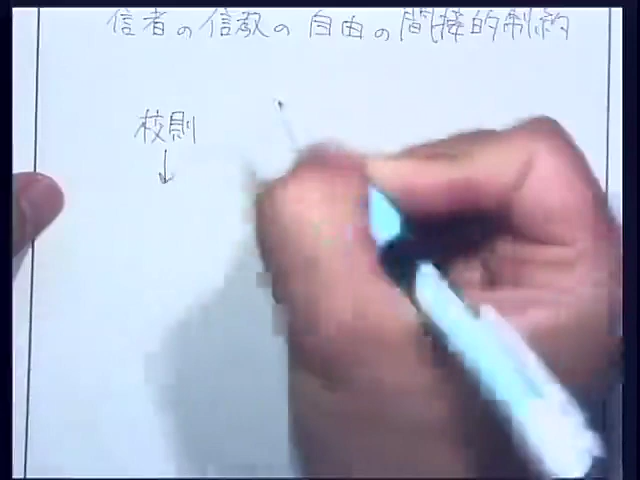 信者の信教の自由の間接的制約
校則
↓